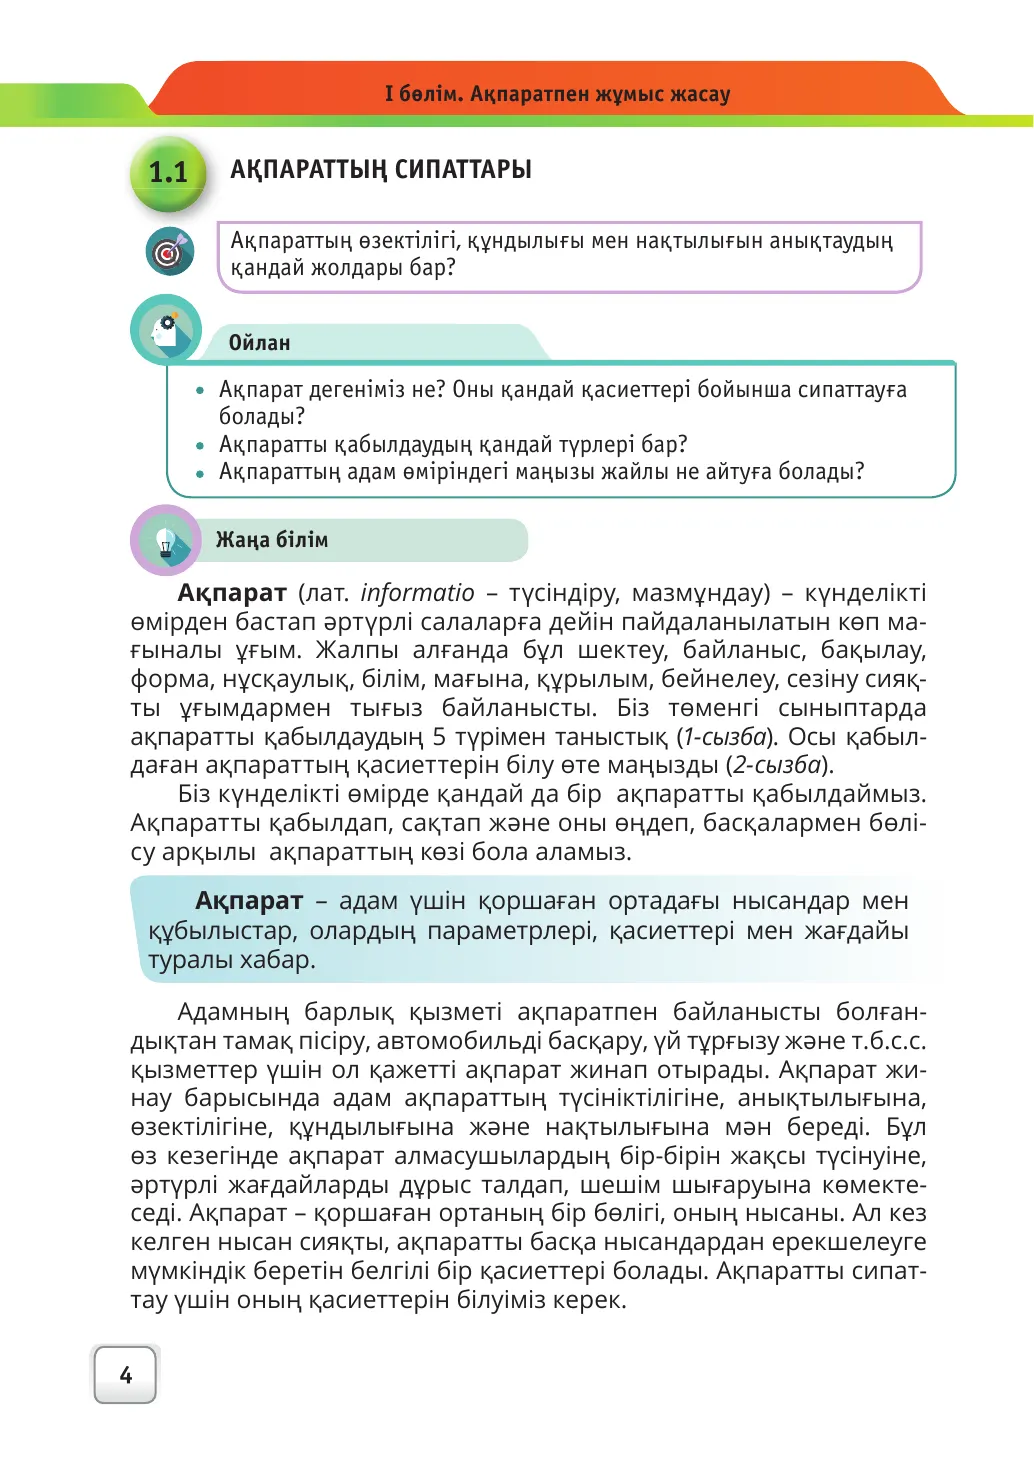 I бөлім. Ақпаратпен жұмыс жасау
1.1
АҚПАРАТТЫҢ СИПАТТАРЫ
Ақпараттың өзектілігі, құндылығы мен нақтылығын анықтаудың
қандай жолдары бар?
Ойлан
• Ақпарат дегеніміз не? Оны қандай қасиеттері бойынша сипаттауға
болады?
• Ақпаратты қабылдаудың қандай түрлері бар?
• Ақпараттың адам өміріндегі маңызы жайлы не айтуға болады?
Жаңа білім
Ақпарат (лат. informatio – түсіндіру, мазмұндау) – күнделікті
өмірден бастап әртүрлі салаларға дейін пайдаланылатын көп ма-
ғыналы ұғым. Жалпы алғанда бұл шектеу, байланыс, бақылау,
форма, нұсқаулық, білім, мағына, құрылым, бейнелеу, сезіну сияқ-
ты ұғымдармен тығыз байланысты. Біз төменгі сыныптарда
ақпаратты қабылдаудың 5 түрімен таныстық (1-сызба). Осы қабыл-
даған ақпараттың қасиеттерін білу өте маңызды (2-сызба).
Біз күнделікті өмірде қандай да бір ақпаратты қабылдаймыз.
Ақпаратты қабылдап, сақтап және оны өңдеп, басқалармен бөлі-
су арқылы ақпараттың көзі бола аламыз.
Ақпарат – адам үшін қоршаған ортадағы нысандар мен
құбылыстар, олардың параметрлері, қасиеттері мен жағдайы
туралы хабар.
Адамның барлық қызметі ақпаратпен байланысты болған-
дықтан тамақ пісіру, автомобильді басқару, үй тұрғызу және т.б.с.с.
қызметтер үшін ол қажетті ақпарат жинап отырады. Ақпарат жи-
нау барысында адам ақпараттың түсініктілігіне, анықтылығына,
өзектілігіне, құндылығына және нақтылығына мән береді. Бұл
өз кезегінде ақпарат алмасушылардың бір-бірін жақсы түсінуіне,
әртүрлі жағдайларды дұрыс талдап, шешім шығаруына көмекте-
седі. Ақпарат – қоршаған ортаның бір бөлігі, оның нысаны. Ал кез
келген нысан сияқты, ақпаратты басқа нысандардан ерекшелеуге
мүмкіндік беретін белгілі бір қасиеттері болады. Ақпаратты сипат-
тау үшін оның қасиеттерін білуіміз керек.
4